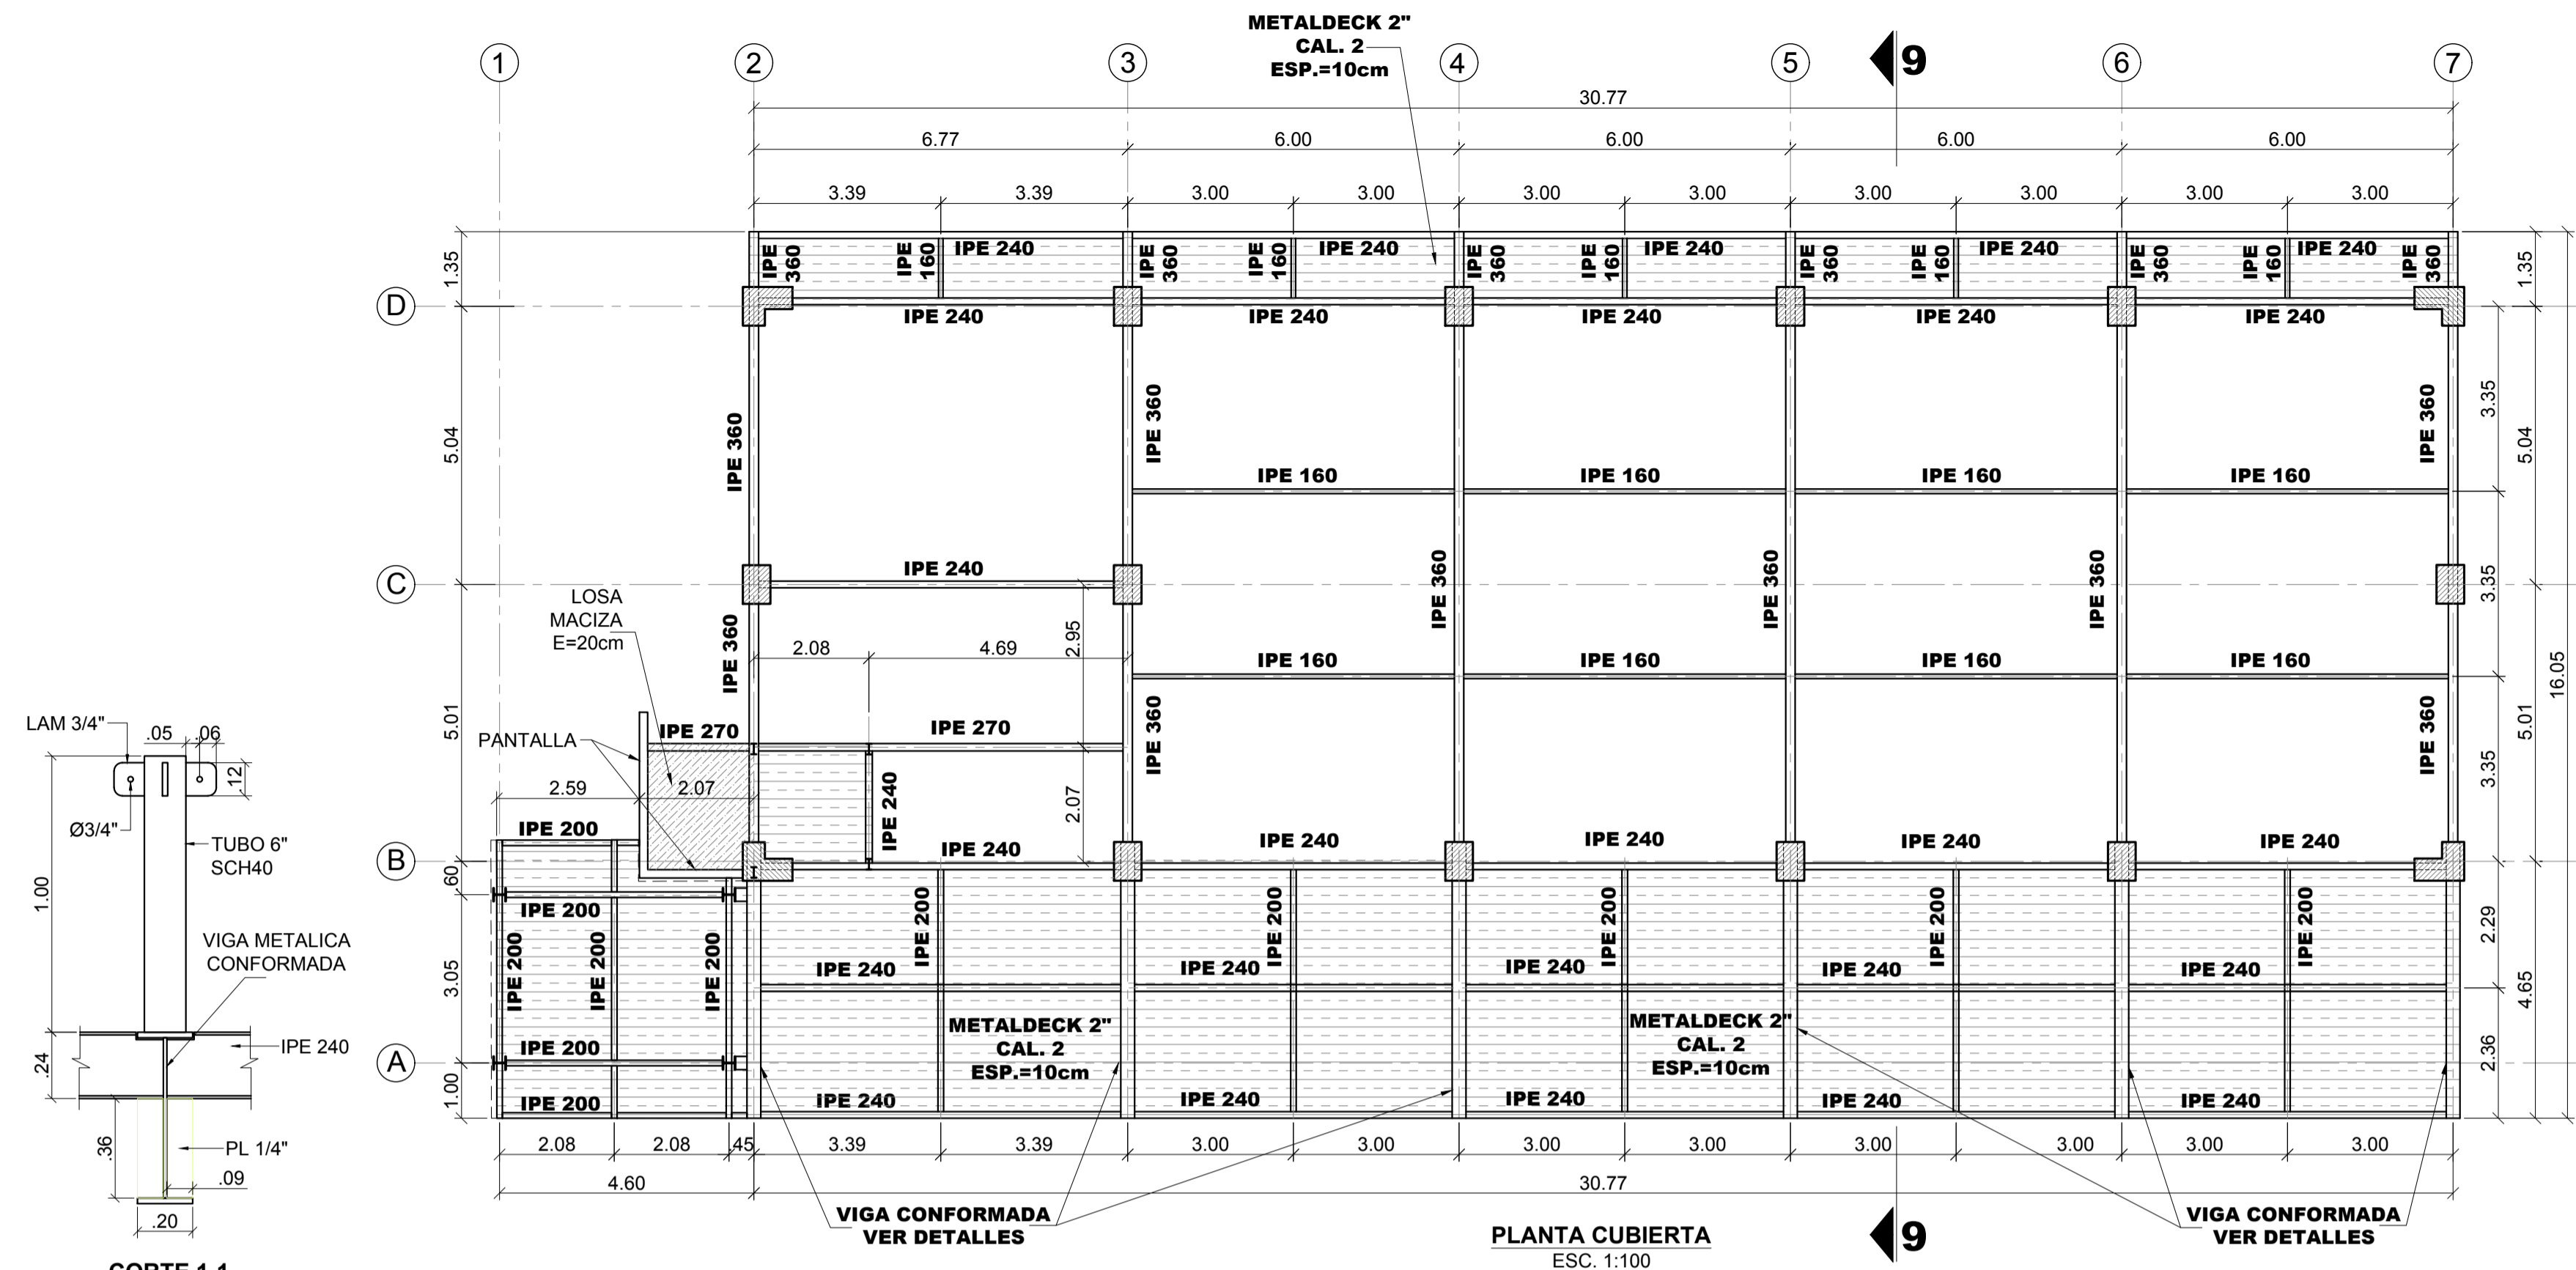 METALDECK 2"
CAL. 2
ESP.=10cm
1
2
3
4
5
9
6
7
30.77
6.77
6.00
6.00
6.00
6.00
3.39
3.39
3.00
3.00
3.00
3.00
3.00
3.00
3.00
3.00
1.35
IPE 360
IPE 160
IPE 240
IPE 360
IPE 160
IPE 240
IPE 360
IPE 160
IPE 240
IPE 360
IPE 160
IPE 240
IPE 360
IPE 160
IPE 240
IPE 360
1.35
D
IPE 240
IPE 240
IPE 240
IPE 240
IPE 240
5.04
IPE 360
IPE 360
IPE 360
3.35
5.04
IPE 160
IPE 160
IPE 160
IPE 160
C
IPE 240
IPE 360
IPE 360
IPE 360
3.35
LOSA
MACIZA
E=20cm
IPE 360
2.08
4.69
2.95
IPE 160
IPE 160
IPE 160
IPE 160
16.05
5.01
PANTALLA
IPE 270
IPE 270
IPE 360
IPE 360
5.01
3.35
2.59
2.07
IPE 240
2.07
IPE 200
IPE 240
IPE 240
IPE 240
IPE 240
IPE 240
B
.60
IPE 200
IPE 200
IPE 200
IPE 200
IPE 200
IPE 200
2.29
3.05
IPE 200
IPE 200
IPE 200
IPE 240
IPE 240
IPE 240
IPE 240
IPE 240
4.65
METALDECK 2"
CAL. 2
ESP.=10cm
METALDECK 2"
CAL. 2
ESP.=10cm
IPE 200
A
2.36
1.00
IPE 200
IPE 240
IPE 240
IPE 240
IPE 240
IPE 240
2.08
2.08
.45
3.39
3.39
3.00
3.00
3.00
3.00
3.00
3.00
3.00
3.00
4.60
30.77
VIGA CONFORMADA
VER DETALLES
PLANTA CUBIERTA
ESC. 1:100
9
VIGA CONFORMADA
VER DETALLES
LAM 3/4"
.05
.06
12
Ø3/4"
TUBO 6"
SCH40
1.00
VIGA METALICA
CONFORMADA
IPE 240
.24
.36
PL 1/4"
.09
.20
CORTE 1-1